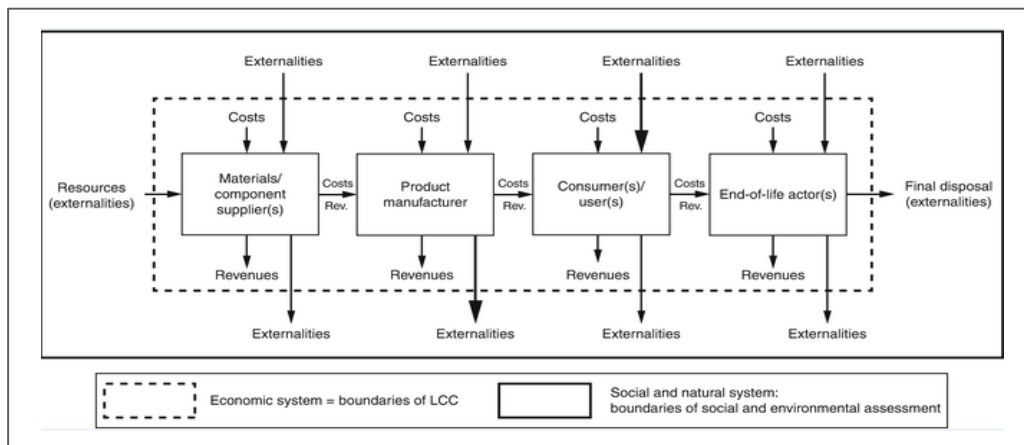 Externalities
Externalities
Externalities
Externalities
Costs
Costs
Costs
Costs
Resources
(externalities)
Materials/
component
supplier(s)
Costs
Rev.
Product
manufacturer
Costs
Rev.
Consumer(s)/
user(s)
Costs
Rev.
End-of-life actor(s)
Final disposal
(externalities)
Revenues
Revenues
Revenues
Revenues
Externalities
Externalities
Externalities
Externalities
Economic system = boundaries of LCC
Social and natural system:
boundaries of social and environmental assessment